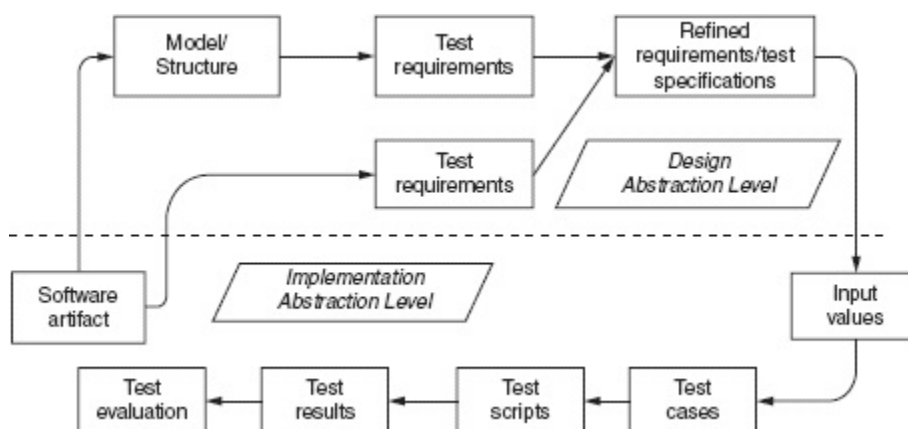 Model/
Structure
Test
requirements
Refined
requirements/test
specifications
Test
requirements
Design
Abstraction Level
Software
artifact
Implementation
Abstraction Level
Input
values
Test
evaluation
Test
results
Test
scripts
Test
cases